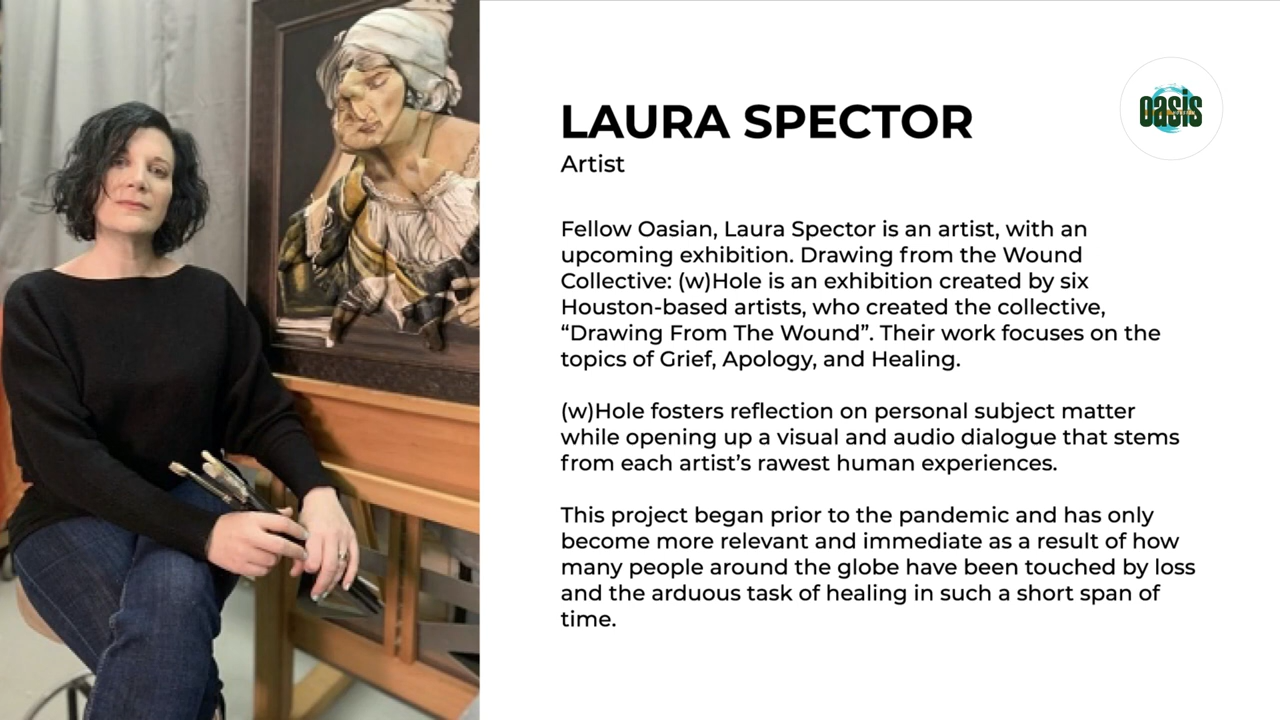 LAURA SPECTOR
oasis
Artist
Fellow Oasian, Laura Spector is an artist, with an
upcoming exhibition. Drawing from the Wound
Collective: (w)Hole is an exhibition created by six
Houston-based artists, who created the collective,
“Drawing From The Wound”. Their work focuses on the
topics of Grief, Apology, and Healing.
(w)Hole fosters reflection on personal subject matter
while opening up a visual and audio dialogue that stems
from each artist’s rawest human experiences.
This project began prior to the pandemic and has only
become more relevant and immediate as a result of how
many people around the globe have been touched by loss
and the arduous task of healing in such a short span of
time.